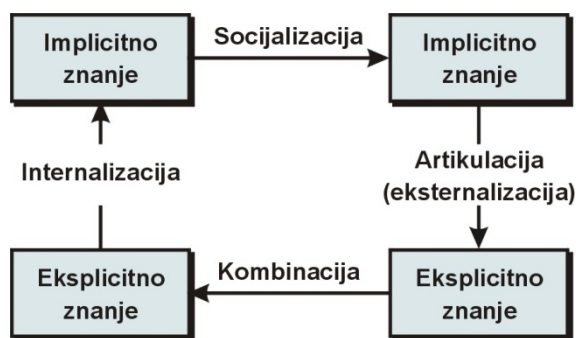 Implicitno
znanje
Socijalizacija
Implicitno
znanje
Internalizacija
Artikulacija
(eksternalizacija)
Eksplicitno
znanje
Kombinacija
Eksplicitno
znanje